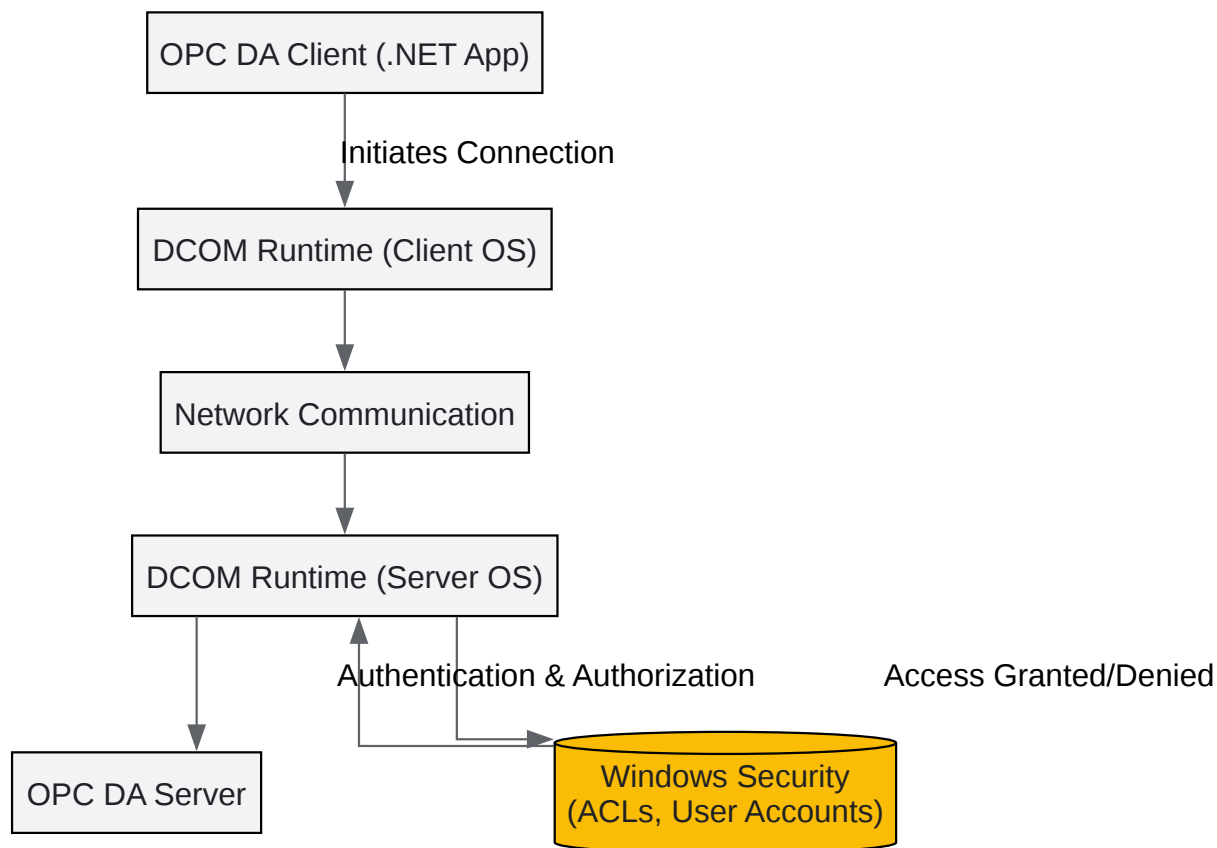 OPC DA Client (.NET App)
Initiates Connection
DCOM Runtime (Client OS)
Network Communication
DCOM Runtime (Server OS)
Authentication & Authorization
Access Granted/Denied
OPC DA Server
Windows Security
(ACLs, User Accounts)